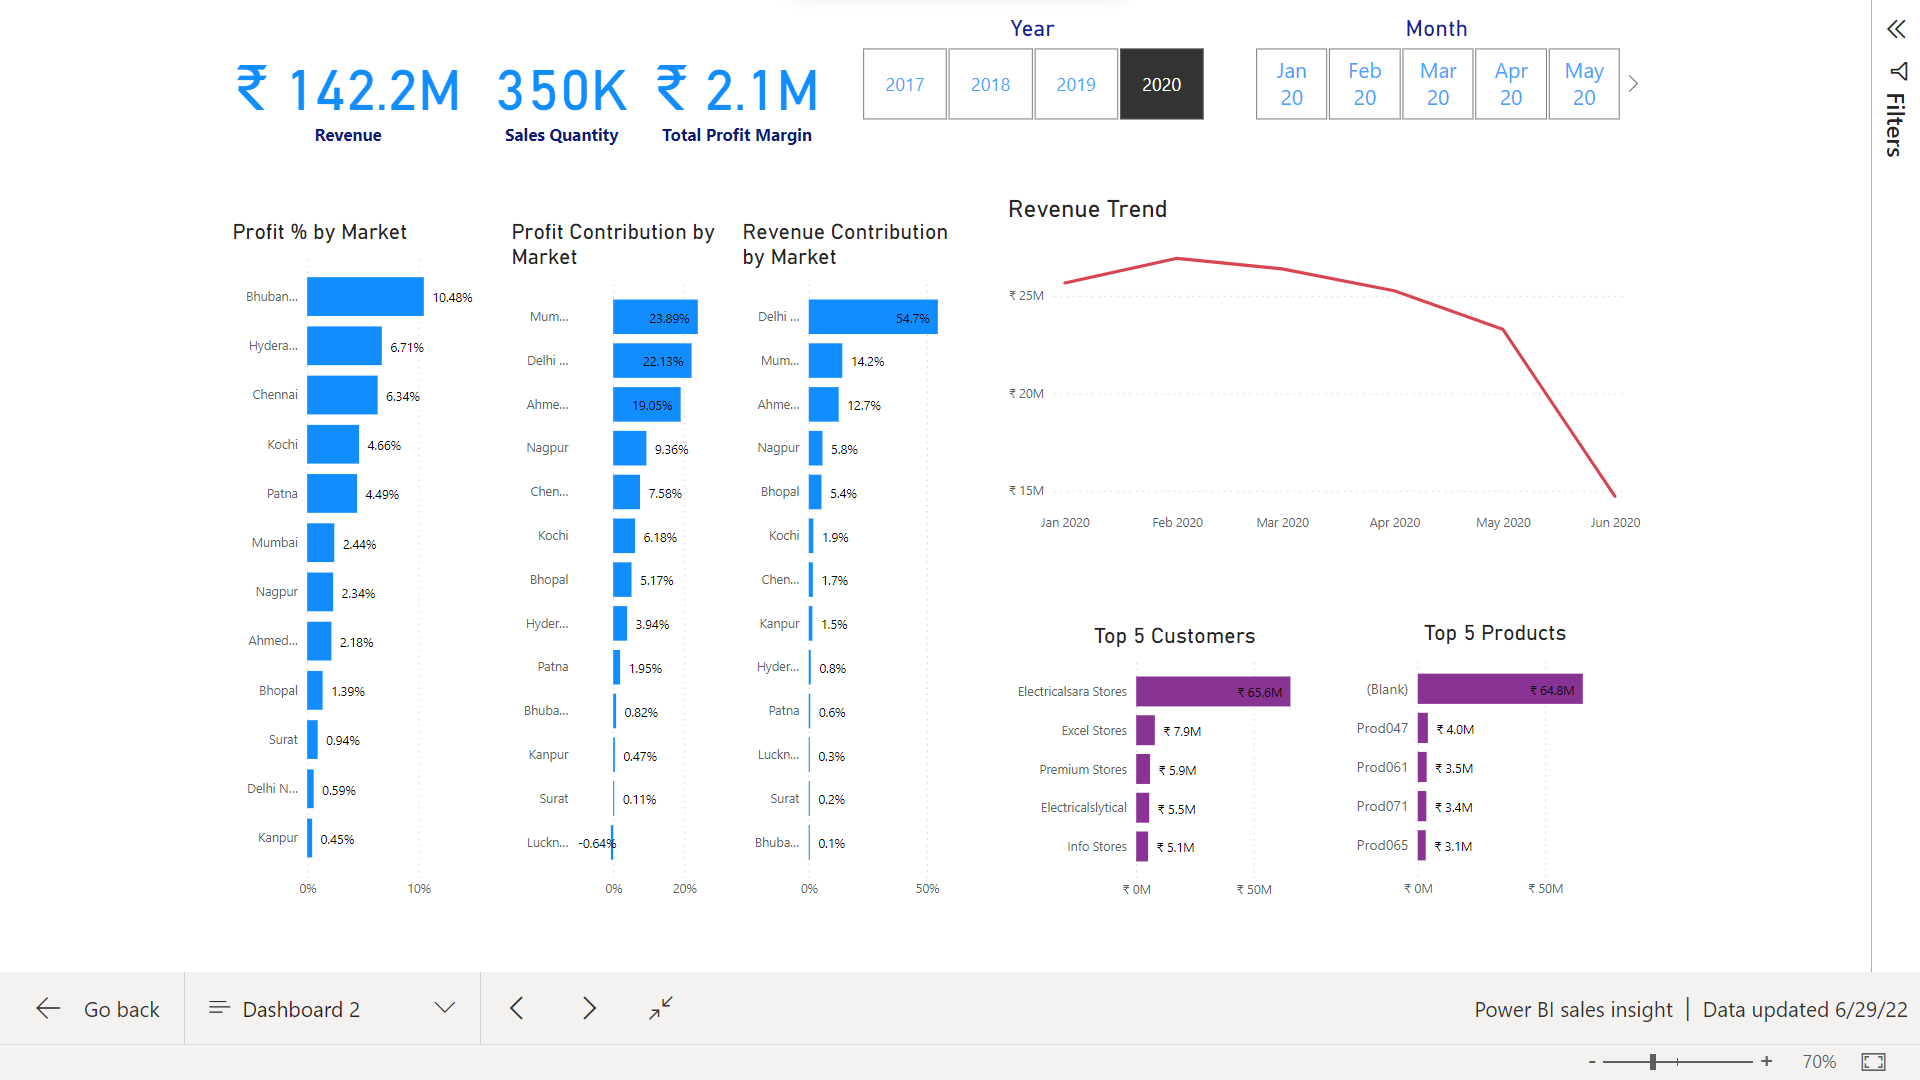 Year
Month
₹ 142.2M
Revenue
350K
Sales Quantity
₹ 2.1M
Total Profit Margin
2017 2018 2019 2020
Jan 20
Feb 20
Mar 20
Apr 20
May 20
Filters
Profit % by Market
Bhuban... 10.48%
Hydera... 6.71%
Chennai 6.34%
Kochi 4.66%
Patna 4.49%
Mumbai 2.44%
Nagpur 2.34%
Ahmed... 2.18%
Bhopal 1.39%
Surat 0.94%
Delhi N... 0.59%
Kanpur 0.45%
0% 10%
Profit Contribution by
Market
Mum... 23.89%
Delhi ... 22.13%
Ahme... 19.05%
Nagpur 9.36%
Chen... 7.58%
Kochi 6.18%
Bhopal 5.17%
Hyder... 3.94%
Patna 1.95%
Bhuba... 0.82%
Kanpur 0.47%
Surat 0.11%
Luckn... -0.64%
0% 20%
Revenue Contribution
by Market
Delhi ... 54.7%
Mum... 14.2%
Ahme... 12.7%
Nagpur 5.8%
Bhopal 5.4%
Kochi 1.9%
Chen... 1.7%
Kanpur 1.5%
Hyder... 0.8%
Patna 0.6%
Luckn... 0.3%
Surat 0.2%
Bhuba... 0.1%
0% 50%
Revenue Trend
₹ 25M
₹ 20M
₹ 15M
Jan 2020 Feb 2020 Mar 2020 Apr 2020 May 2020 Jun 2020
Top 5 Customers
Electricalsara Stores ₹ 65.6M
Excel Stores ₹ 7.9M
Premium Stores ₹ 5.9M
Electricalslytical ₹ 5.5M
Info Stores ₹ 5.1M
₹ 0M ₹ 50M
Top 5 Products
(Blank) ₹ 64.8M
Prod047 ₹ 4.0M
Prod061 ₹ 3.5M
Prod071 ₹ 3.4M
Prod065 ₹ 3.1M
₹ 0M ₹ 50M
Go back
Dashboard 2
Power BI sales insight | Data updated 6/29/22
- + 70%